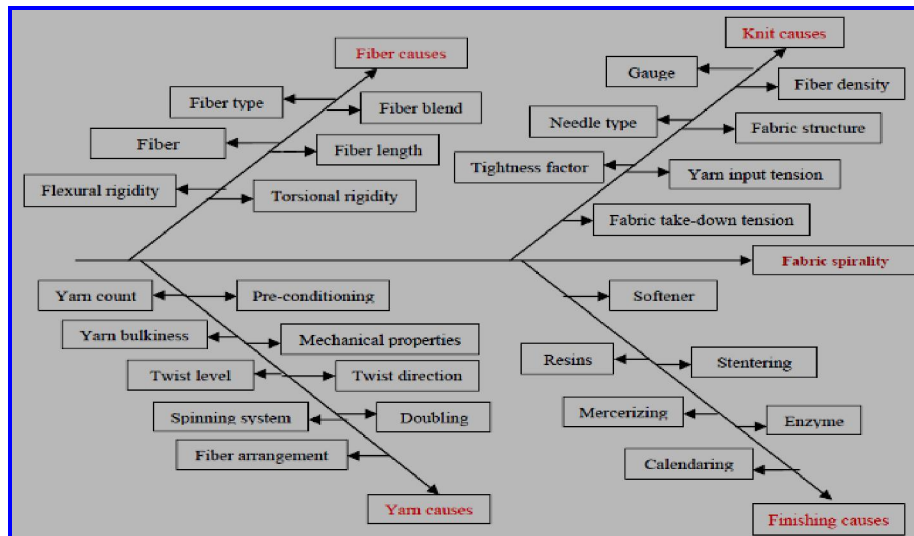 Fiber causes
Knit causes
Gauge
Fiber density
Fiber type
Fiber blend
Needle type
Fabric structure
Fiber
Fiber length
Tightness factor
Yarn input tension
Flexural rigidity
Torsional rigidity
Fabric take-down tension
Fabric spirality
Yarn count
Pre-conditioning
Softener
Yarn bulkiness
Mechanical properties
Resins
Stentering
Twist level
Twist direction
Spinning system
Doubling
Mercerizing
Enzyme
Fiber arrangement
Calendaring
Yarn causes
Finishing causes